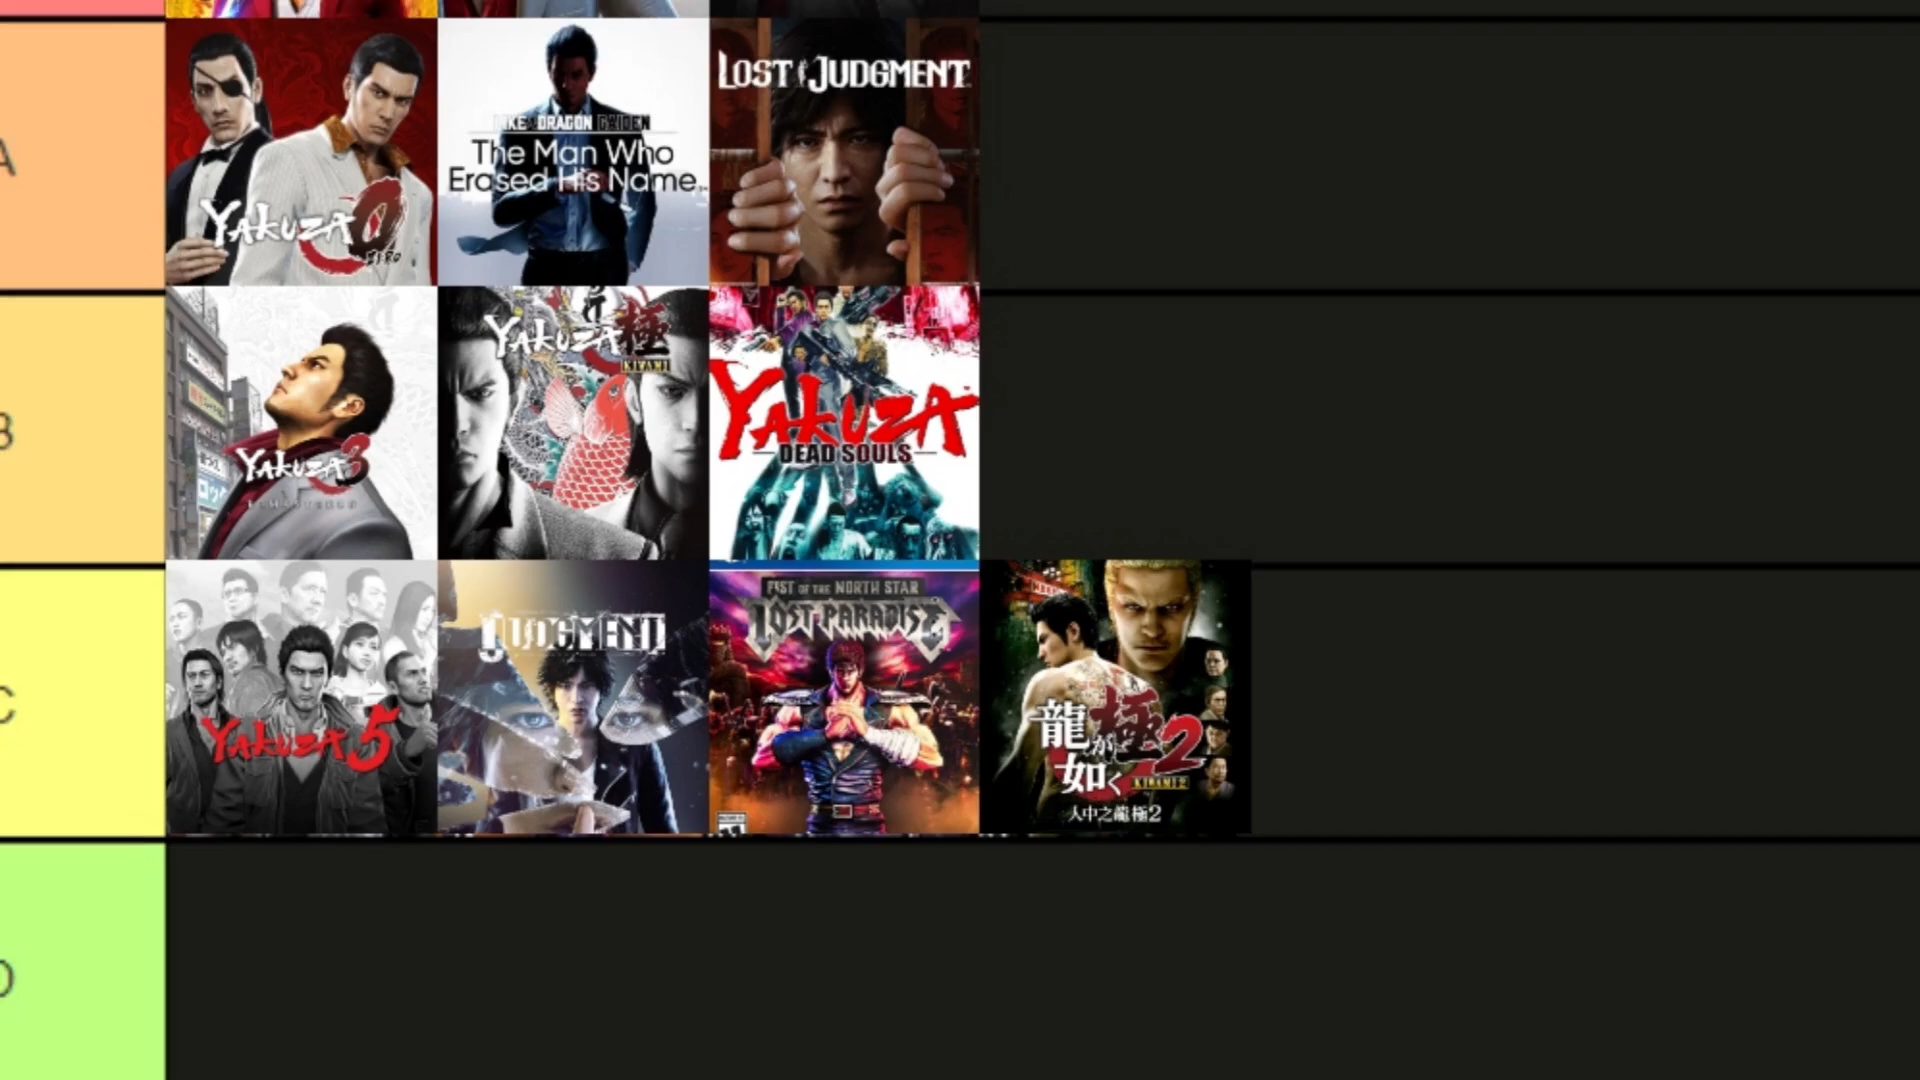 A
YAKUZA 0
ZERO
LIKE A DRAGON GAIDEN
The Man Who
Erased His Name
LOST JUDGMENT
B
YAKUZA 3
REMASTERED
YAKUZA 極
KIWAMI
YAKUZA
DEAD SOULS
C
YAKUZA 5
JUDGMENT
FIST OF THE NORTH STAR
LOST PARADISE
龍が如く 極2
KIWAMI 2
人中之龍極2
D